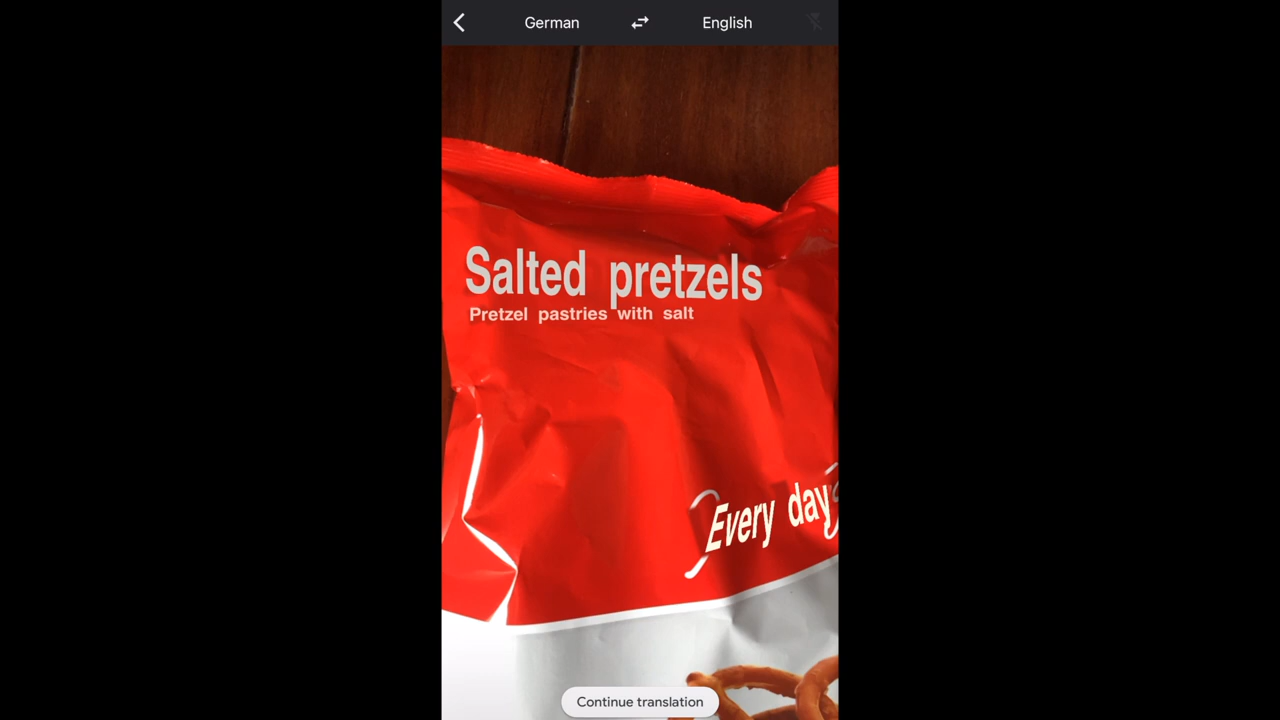 German
English
Salted pretzels
Pretzel pastries with salt
Every day
Continue translation